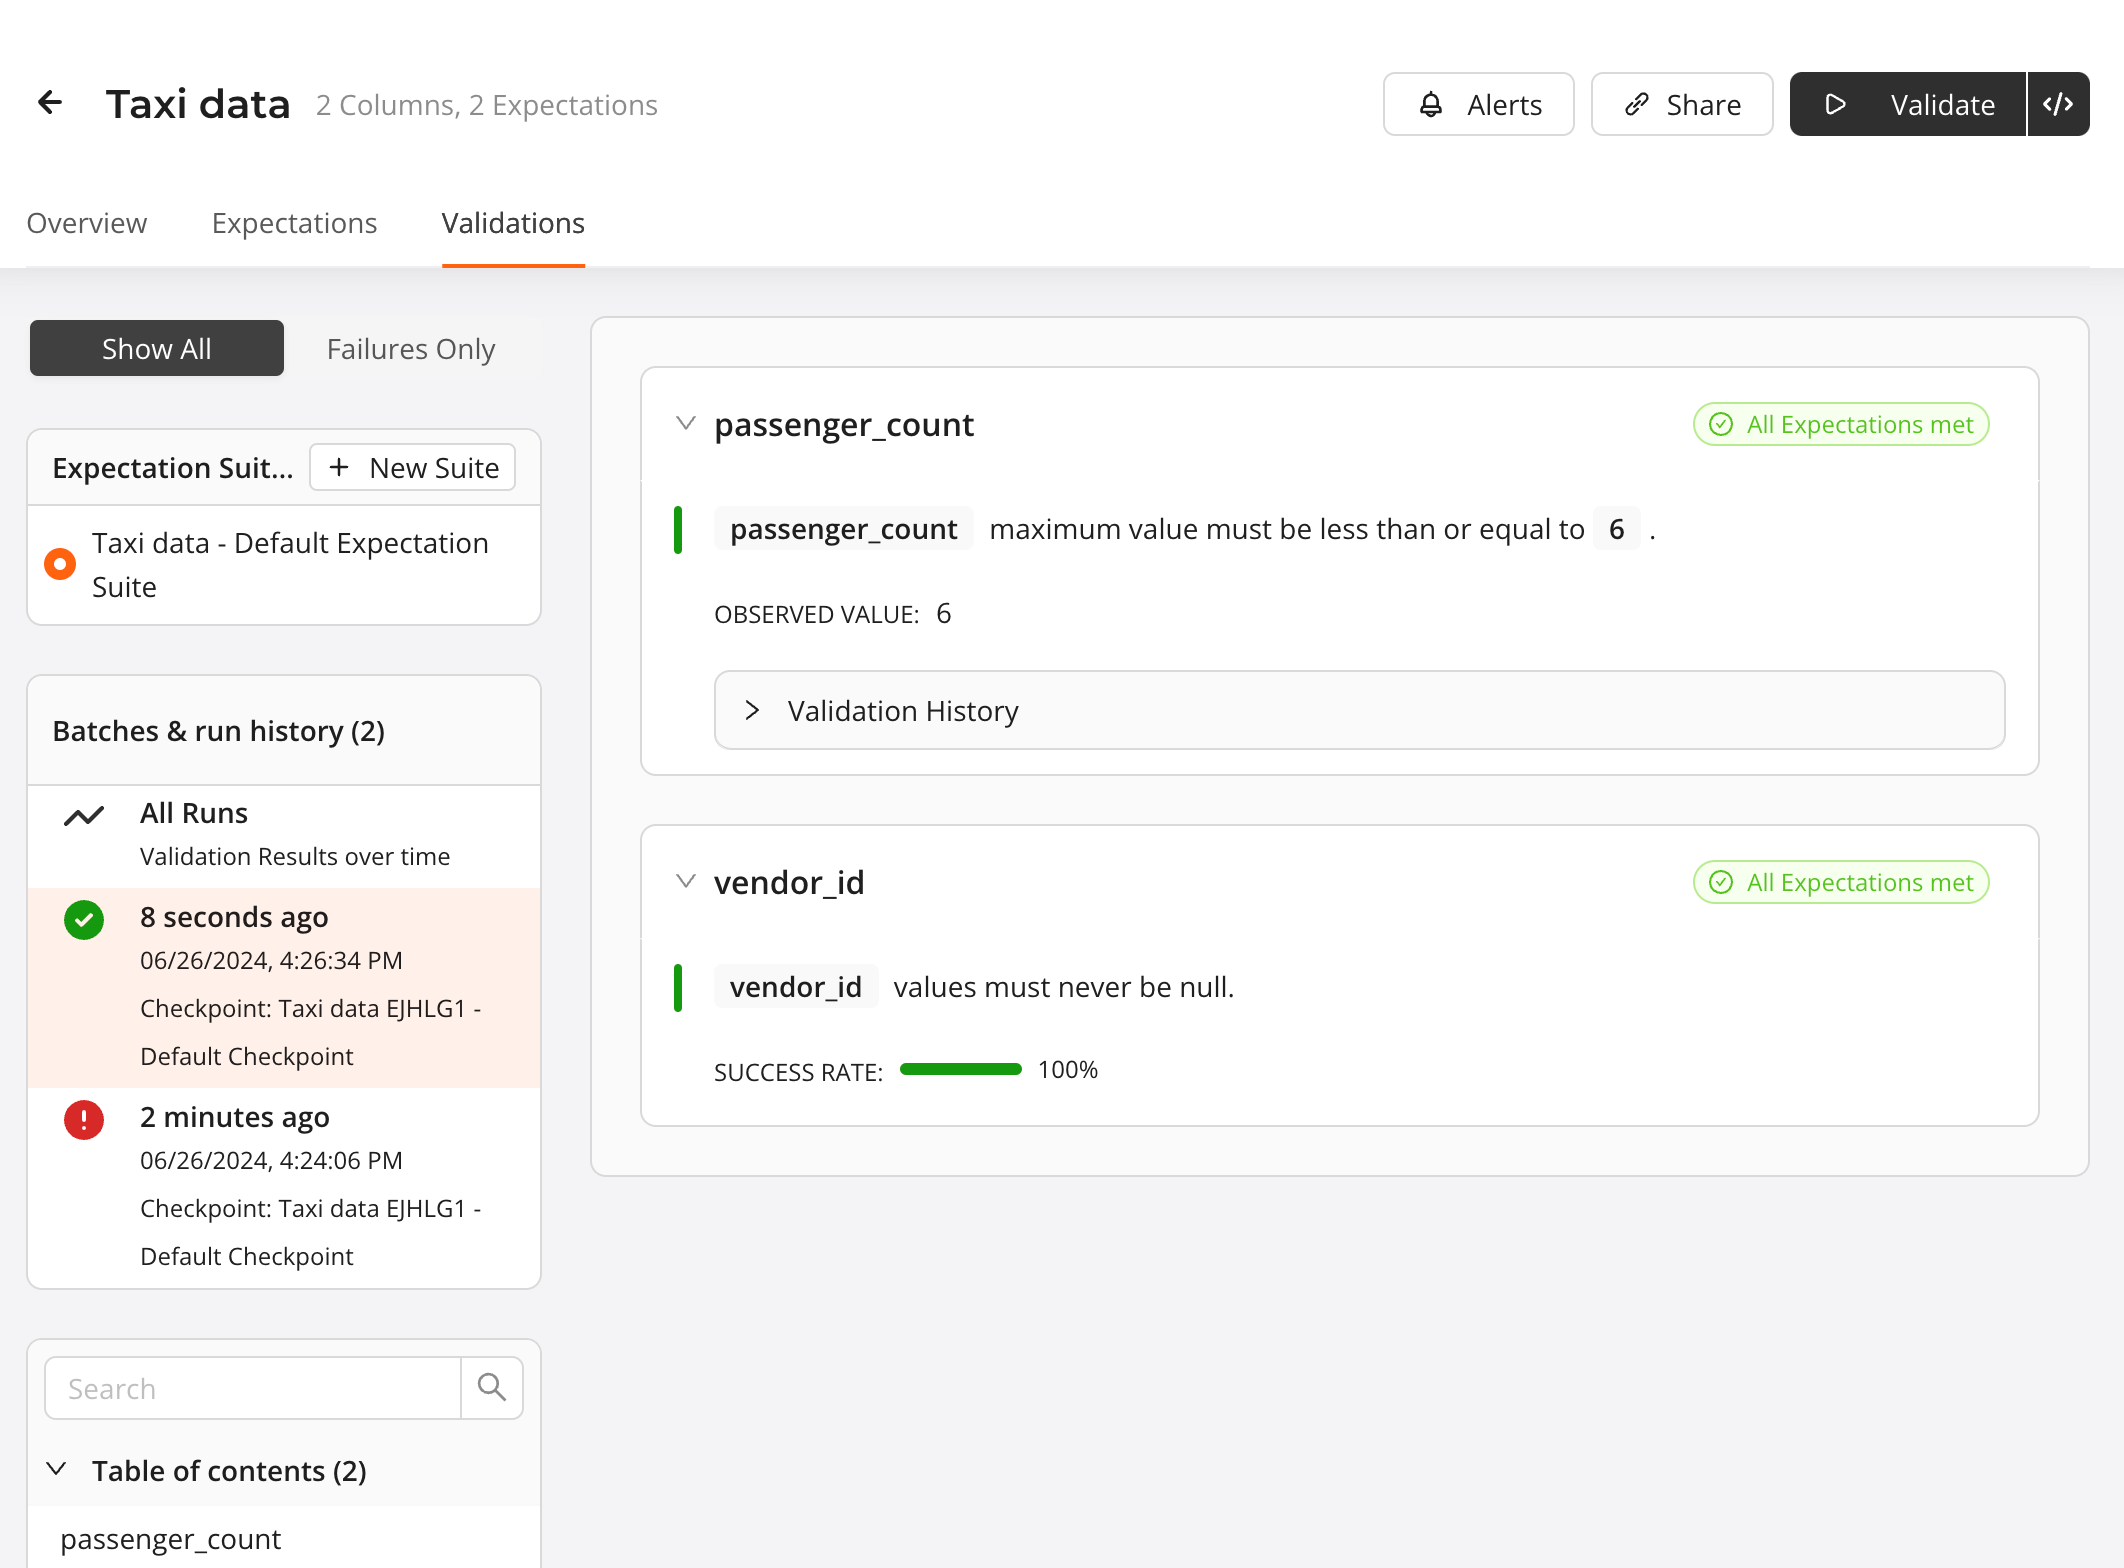 Taxi data 2 Columns, 2 Expectations
Alerts
Share
Validate
Overview Expectations Validations
Show All Failures Only
Expectation Suit... + New Suite
Taxi data - Default Expectation
Suite
Batches & run history (2)
All Runs
Validation Results over time
8 seconds ago
06/26/2024, 4:26:34 PM
Checkpoint: Taxi data EJHLG1 -
Default Checkpoint
2 minutes ago
06/26/2024, 4:24:06 PM
Checkpoint: Taxi data EJHLG1 -
Default Checkpoint
Search
Table of contents (2)
passenger_count
passenger_count All Expectations met
passenger_count maximum value must be less than or equal to 6 .
OBSERVED VALUE: 6
Validation History
vendor_id All Expectations met
vendor_id values must never be null.
SUCCESS RATE: 100%